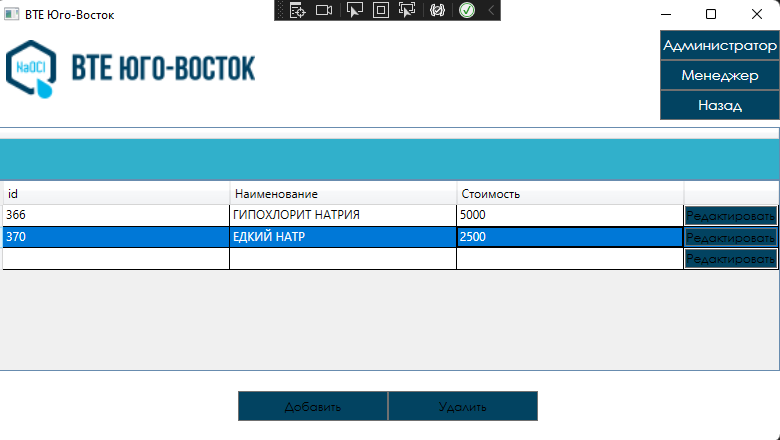 ВТЕ Юго-Восток
NaOCl
ВТЕ ЮГО-ВОСТОК
Администратор
Менеджер
Назад
id Наименование Стоимость
366 ГИПОХЛОРИТ НАТРИЯ 5000 Редактировать
370 ЕДКИЙ НАТР 2500 Редактировать
Редактировать
Добавить Удалить